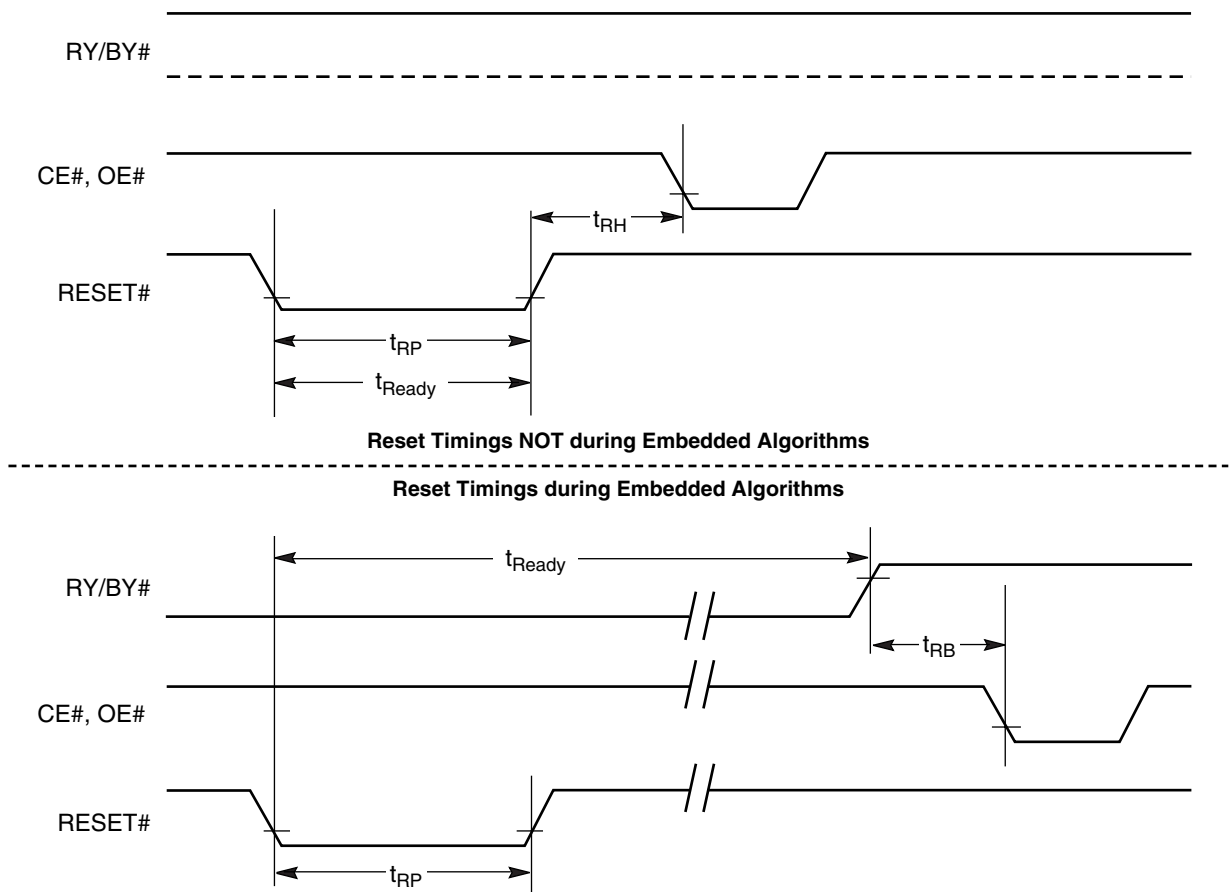 RY/BY#
CE#, OE#
tRH
RESET#
tRP
tReady
Reset Timings NOT during Embedded Algorithms
Reset Timings during Embedded Algorithms
tReady
RY/BY#
tRB
CE#, OE#
RESET#
tRP